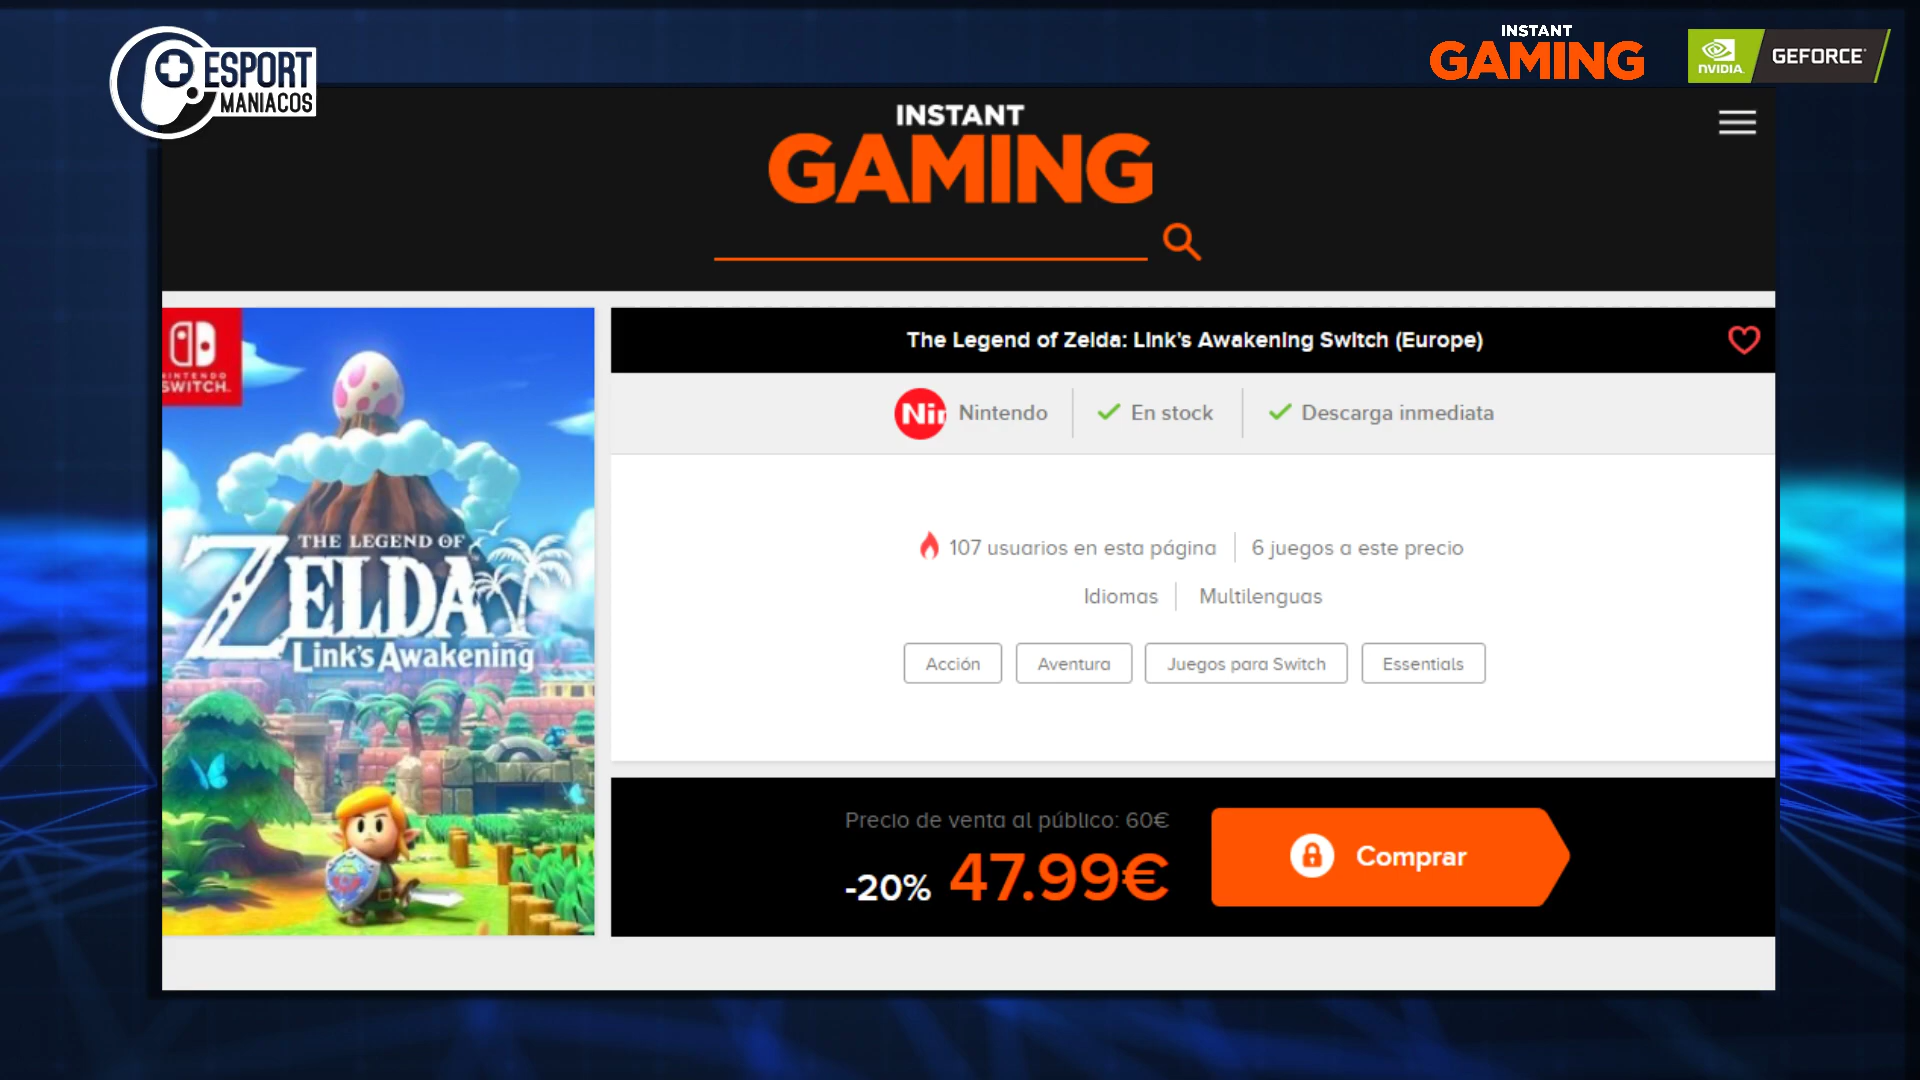 ESPORT
MANIACOS
INSTANT
GAMING
NVIDIA
GEFORCE
INSTANT
GAMING
NINTENDO
SWITCH
THE LEGEND OF
ZELDA
Link's Awakening
The Legend of Zelda: Link's Awakening Switch (Europe)
Nin Nintendo
En stock
Descarga inmediata
107 usuarios en esta página
6 juegos a este precio
Idiomas
Multilenguas
Acción
Aventura
Juegos para Switch
Essentials
Precio de venta al público: 60€
-20% 47.99€
Comprar